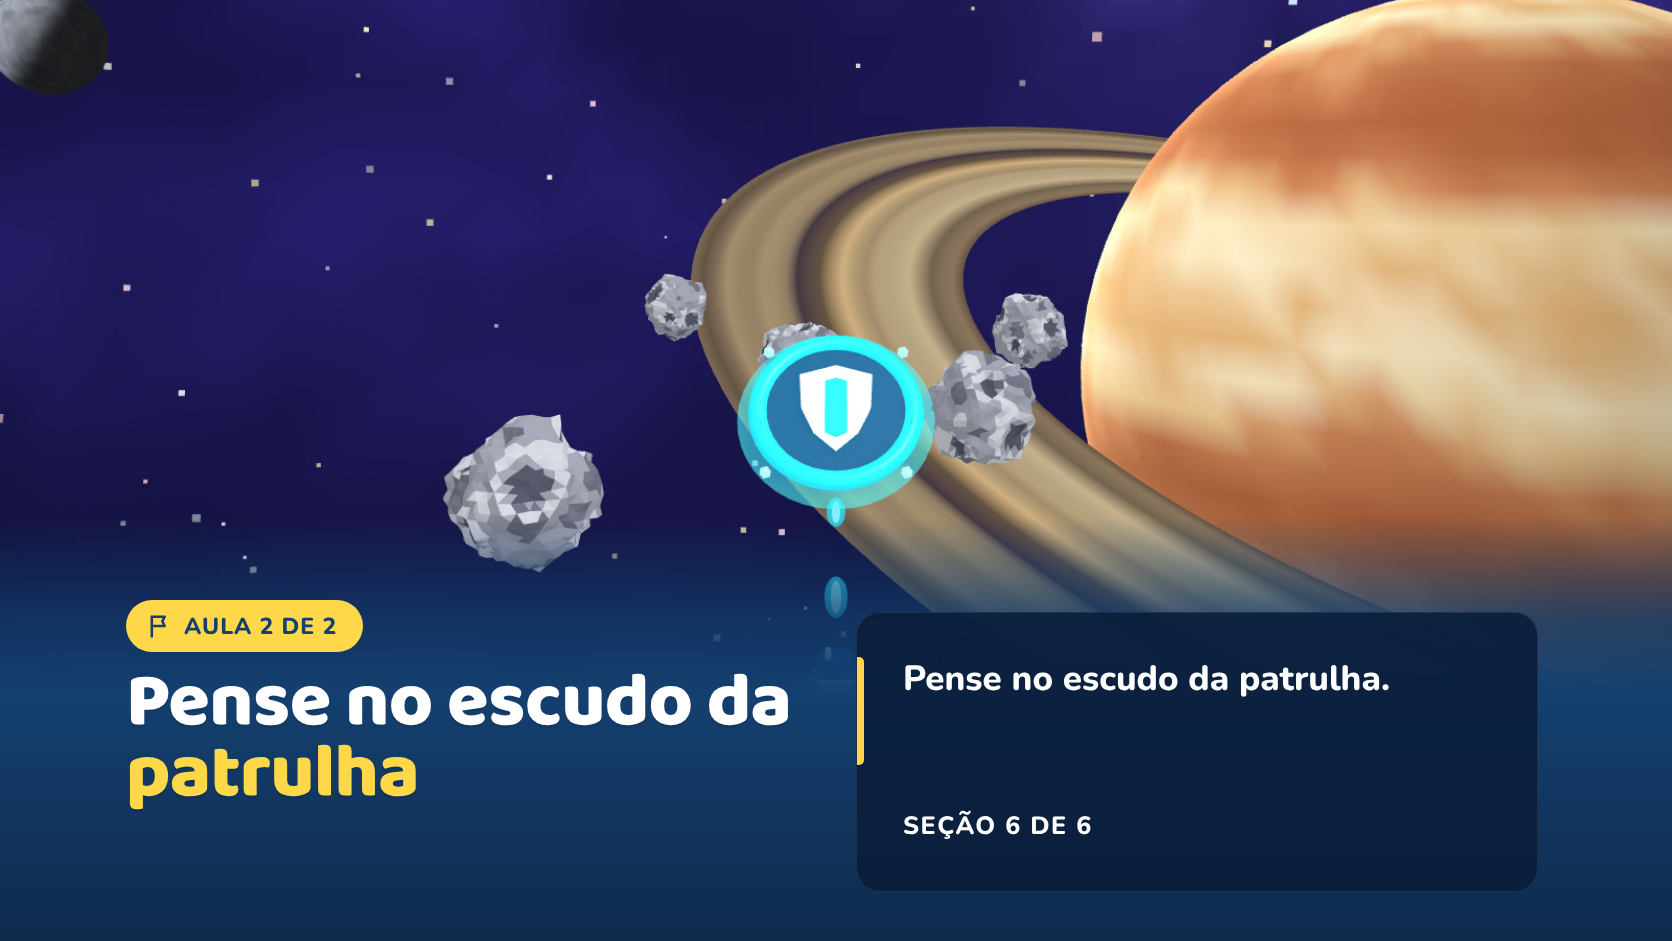 AULA 2 DE 2
Pense no escudo da
patrulha
Pense no escudo da patrulha.
SEÇÃO 6 DE 6